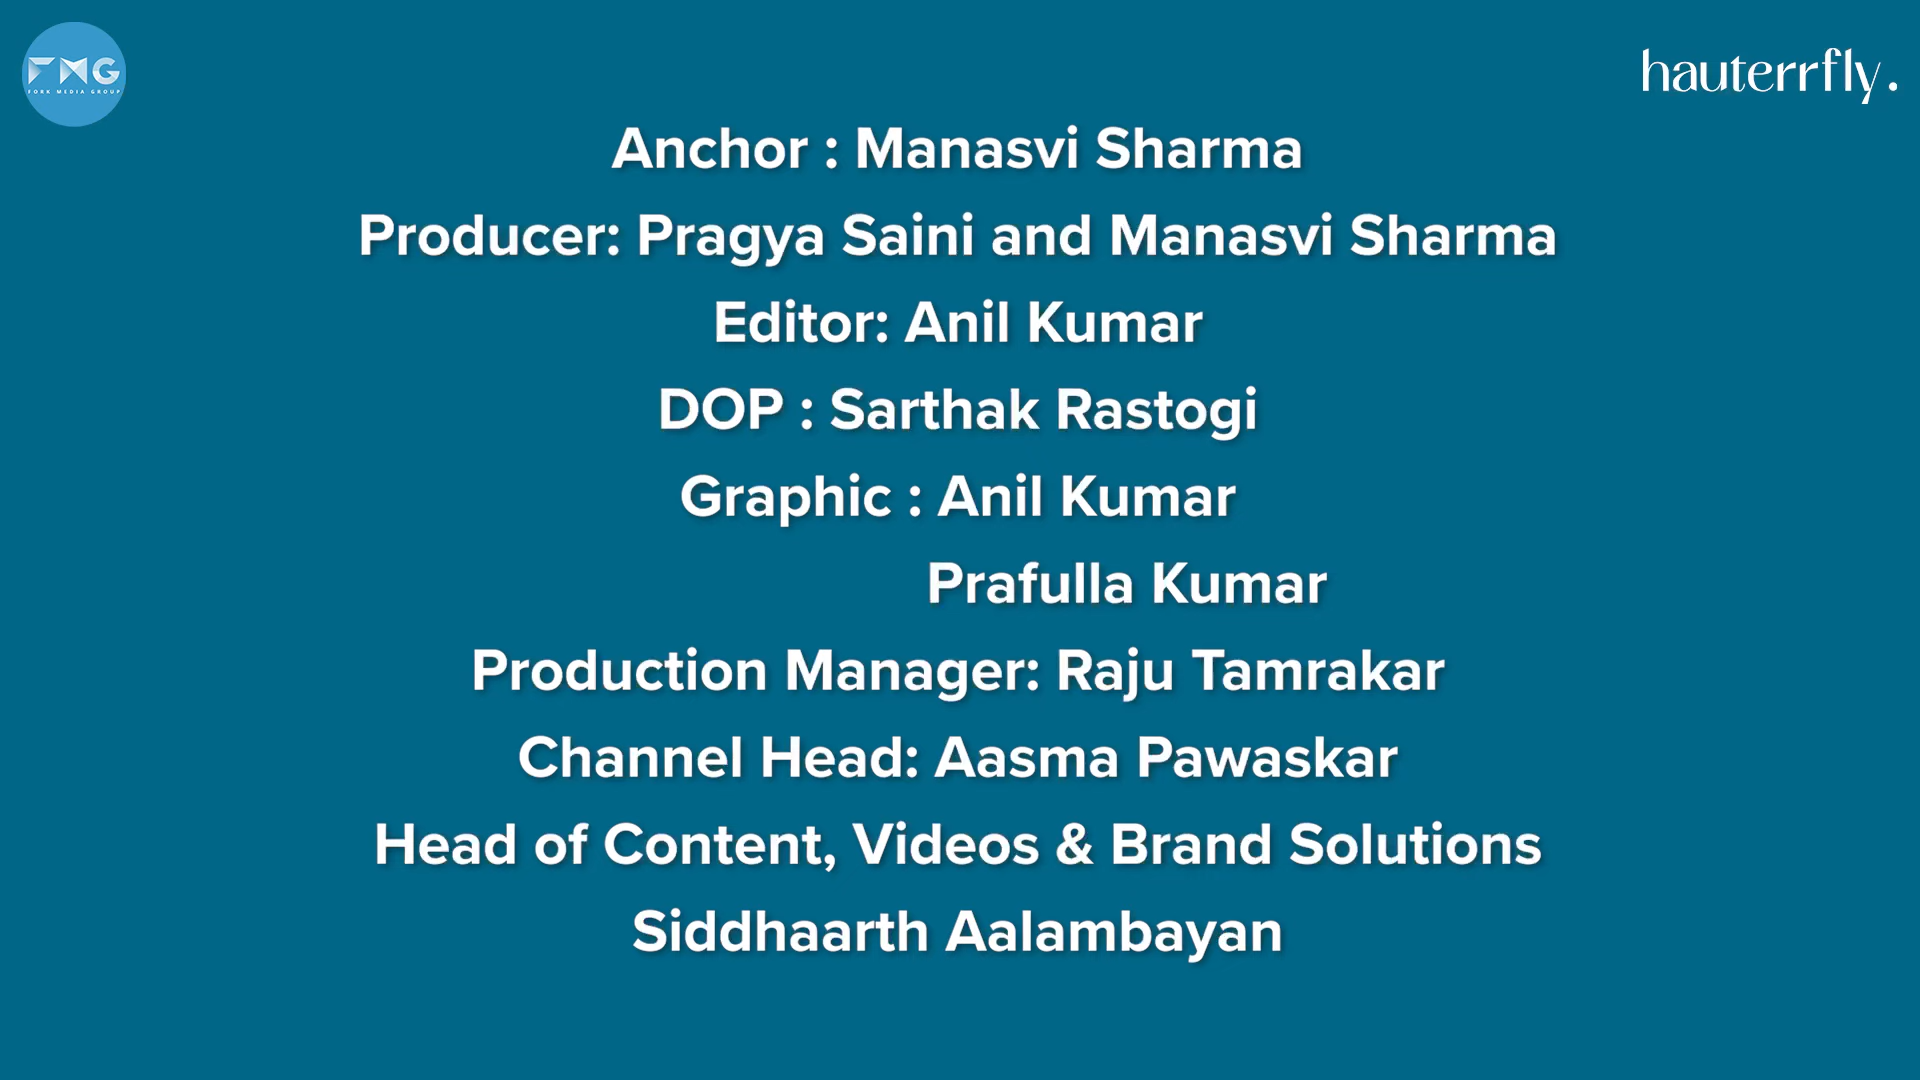 FMG
FORK MEDIA GROUP
hauterrfly.
Anchor : Manasvi Sharma
Producer: Pragya Saini and Manasvi Sharma
Editor: Anil Kumar
DOP : Sarthak Rastogi
Graphic : Anil Kumar
Prafulla Kumar
Production Manager: Raju Tamrakar
Channel Head: Aasma Pawaskar
Head of Content, Videos & Brand Solutions
Siddhaarth Aalambayan